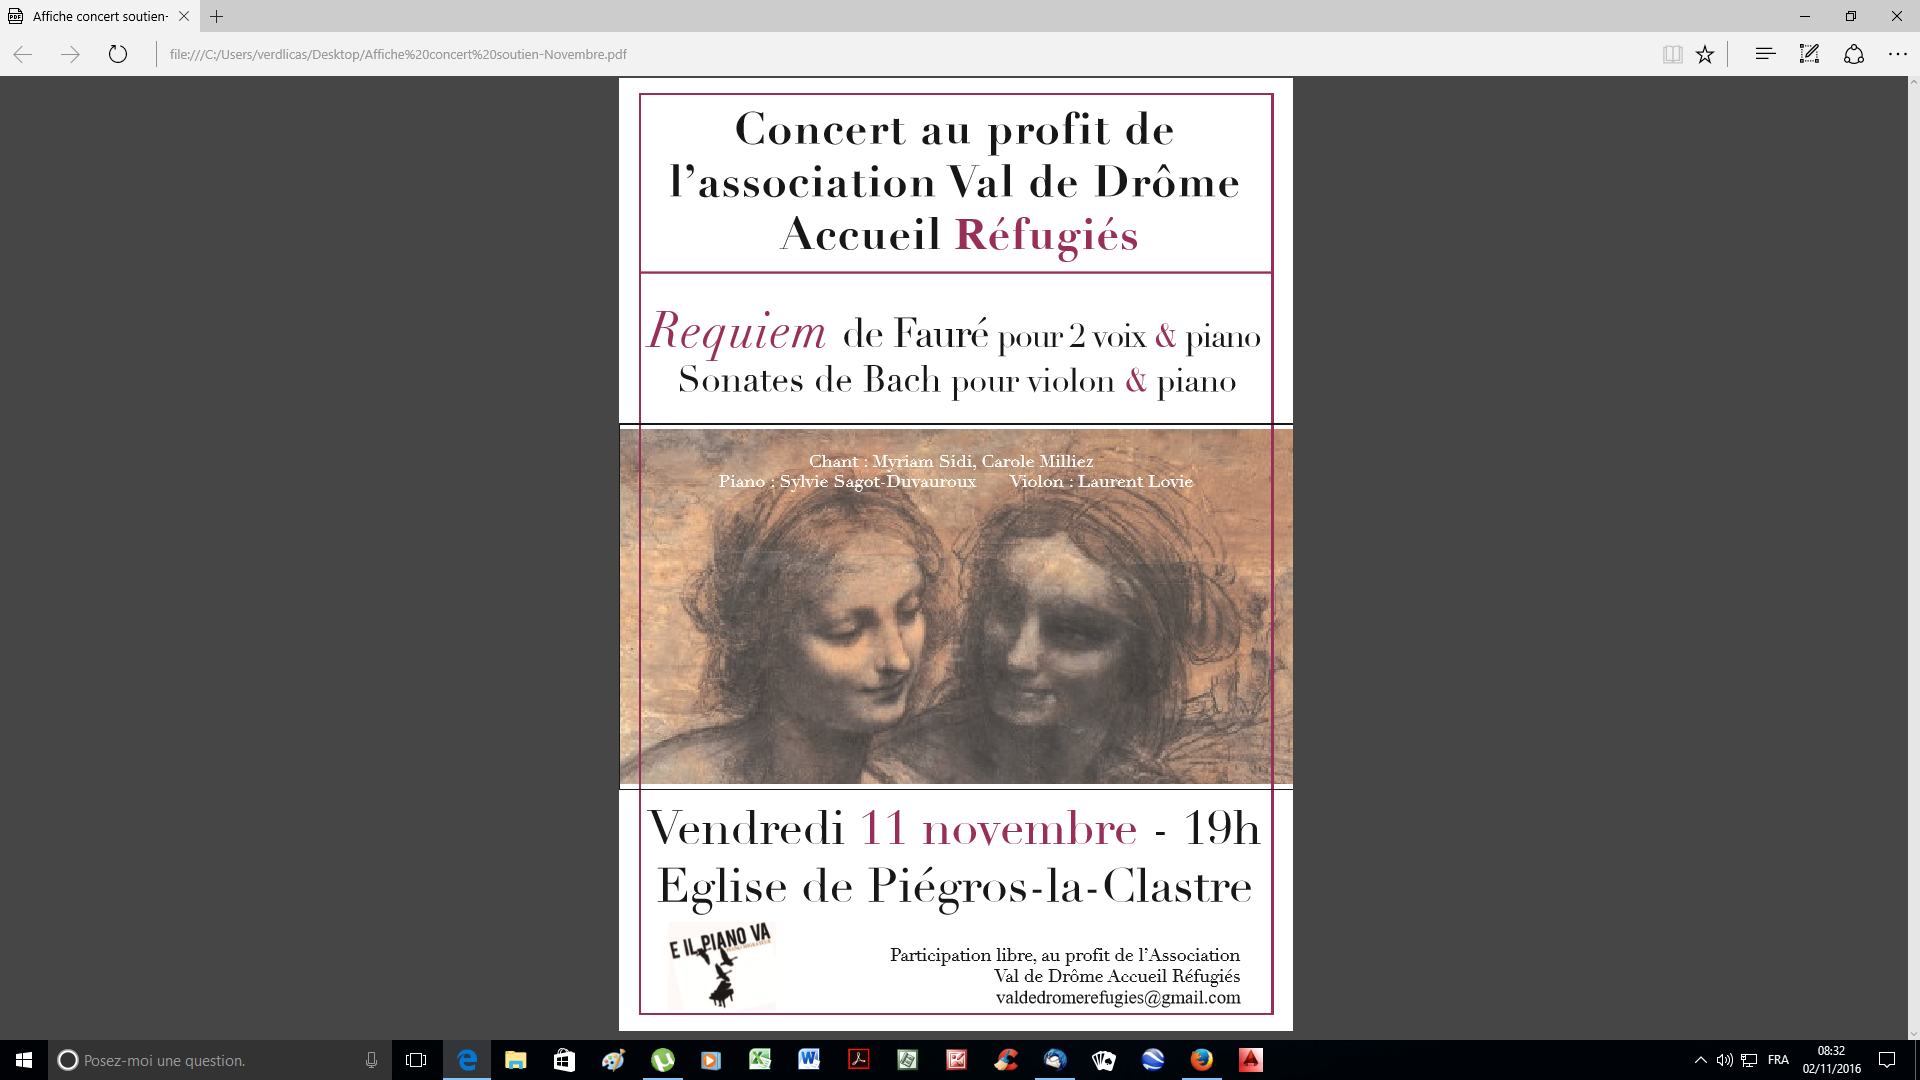 Affiche concert soutien-
file:///C:/Users/verdlicas/Desktop/Affiche%20concert%20soutien-Novembre.pdf
Concert au profit de
l’association Val de Drôme
Accueil Réfugiés
Requiem de Fauré pour 2 voix & piano
Sonates de Bach pour violon & piano
Chant : Myriam Sidi, Carole Milliez
Piano : Sylvie Sagot-Duvauroux Violon : Laurent Lovie
Vendredi 11 novembre - 19h
Eglise de Piégros-la-Clastre
E IL PIANO VA
Participation libre, au profit de l’Association
Val de Drôme Accueil Réfugiés
valdedromerefugies@gmail.com
Posez-moi une question.
FRA
08:32
02/11/2016